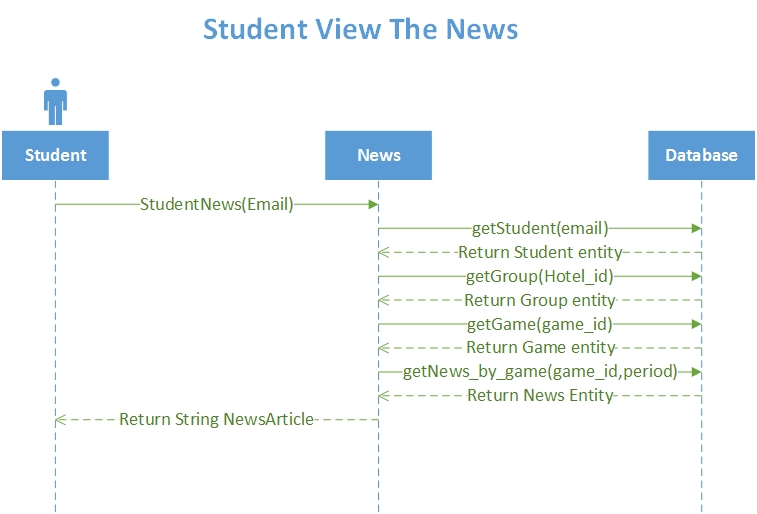 Student View The News
Student
News
Database
StudentNews(Email)
getStudent(email)
Return Student entity
getGroup(Hotel_id)
Return Group entity
getGame(game_id)
Return Game entity
getNews_by_game(game_id,period)
Return News Entity
Return String NewsArticle